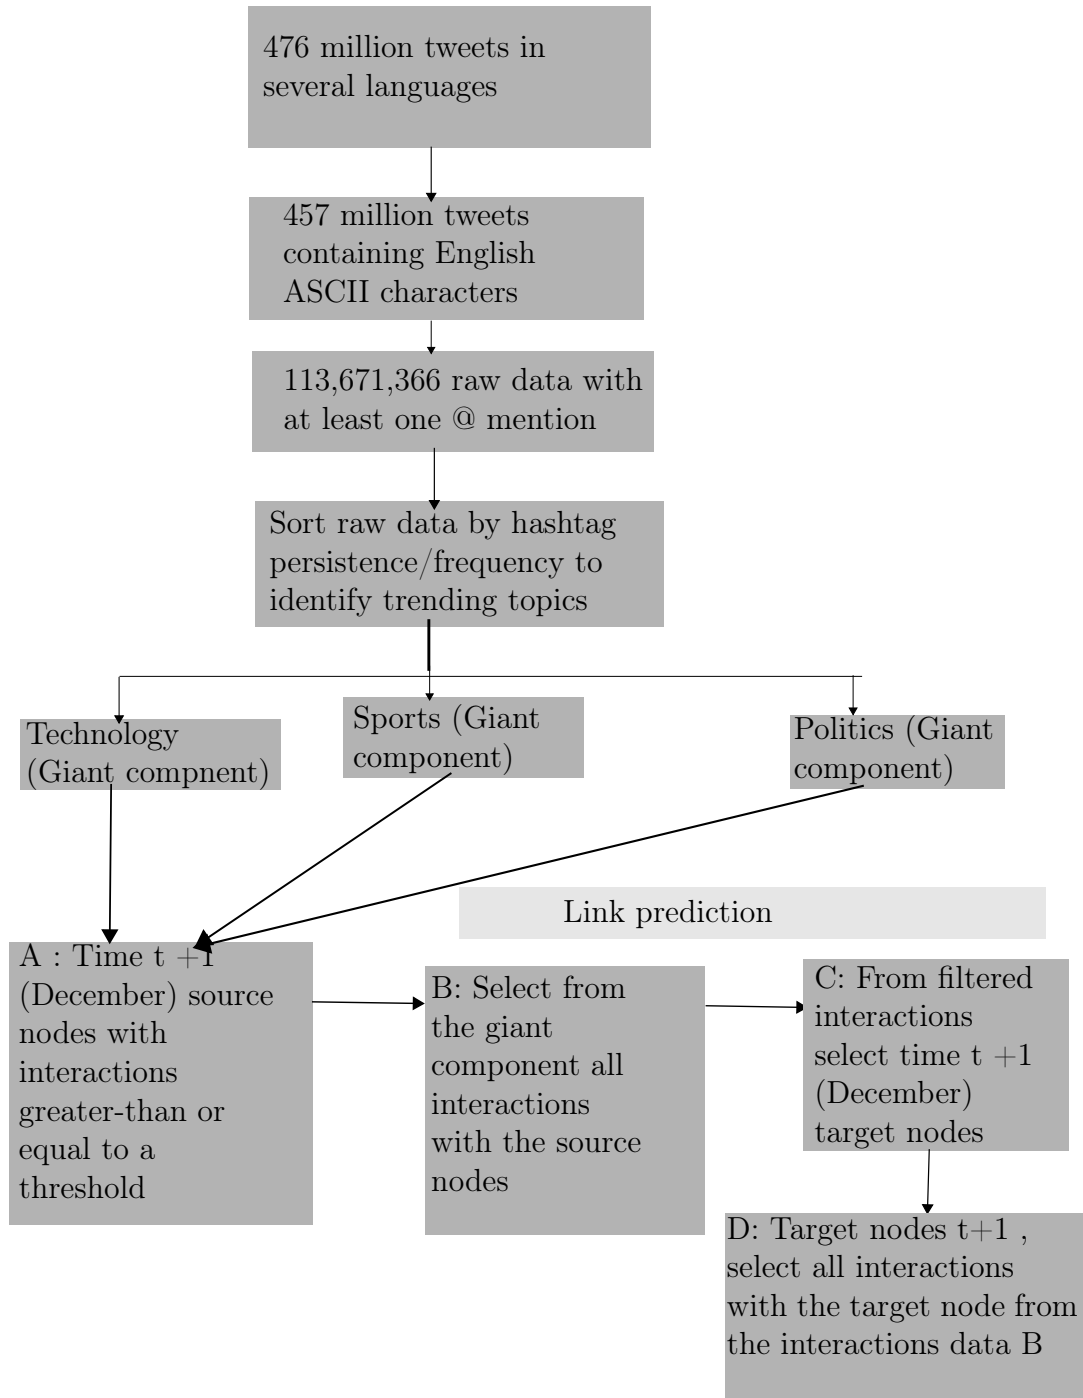 476 million tweets in
several languages
457 million tweets
containing English
ASCII characters
113,671,366 raw data with
at least one @ mention
Sort raw data by hashtag
persistence/frequency to
identify trending topics
Technology
(Giant compnent)
Sports (Giant
component)
Politics (Giant
component)
Link prediction
A : Time t +1
(December) source
nodes with
interactions
greater-than or
equal to a
threshold
B: Select from
the giant
component all
interactions
with the source
nodes
C: From filtered
interactions
select time t +1
(December)
target nodes
D: Target nodes t+1 ,
select all interactions
with the target node from
the interactions data B